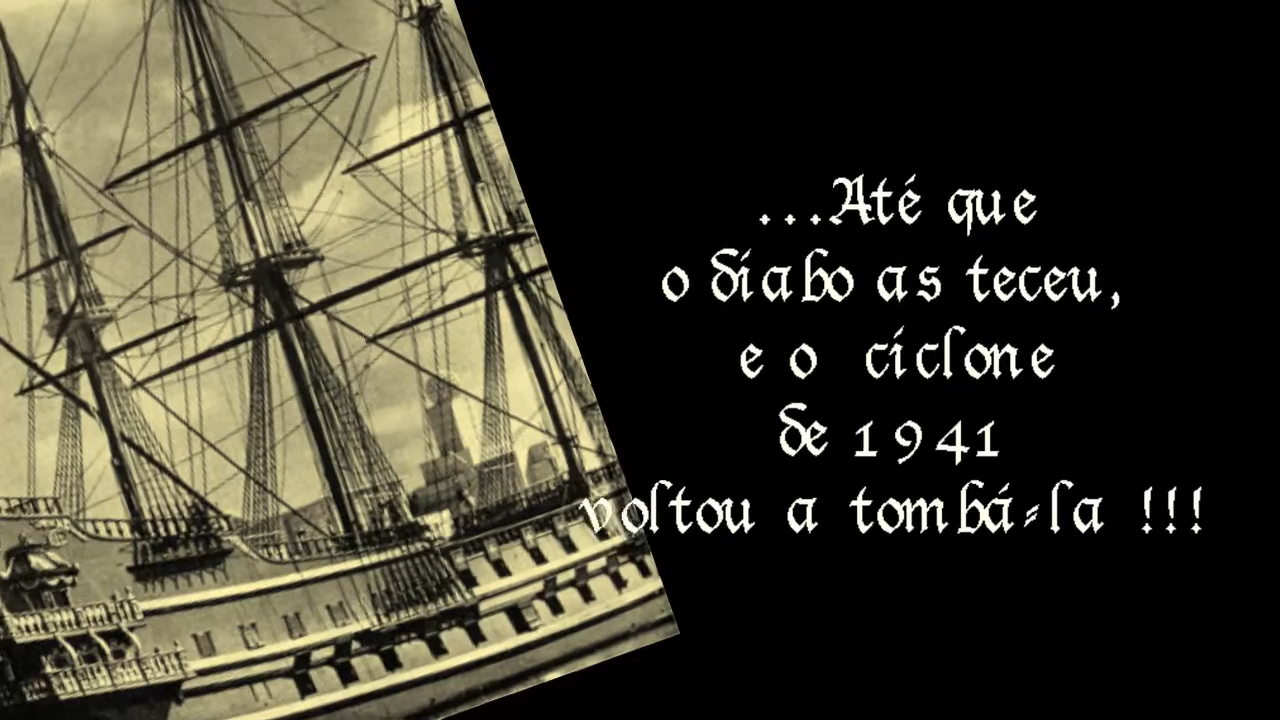 ...Até que
o diabo as teceu,
e o ciclone
de 1941
voltou a tombá-la !!!